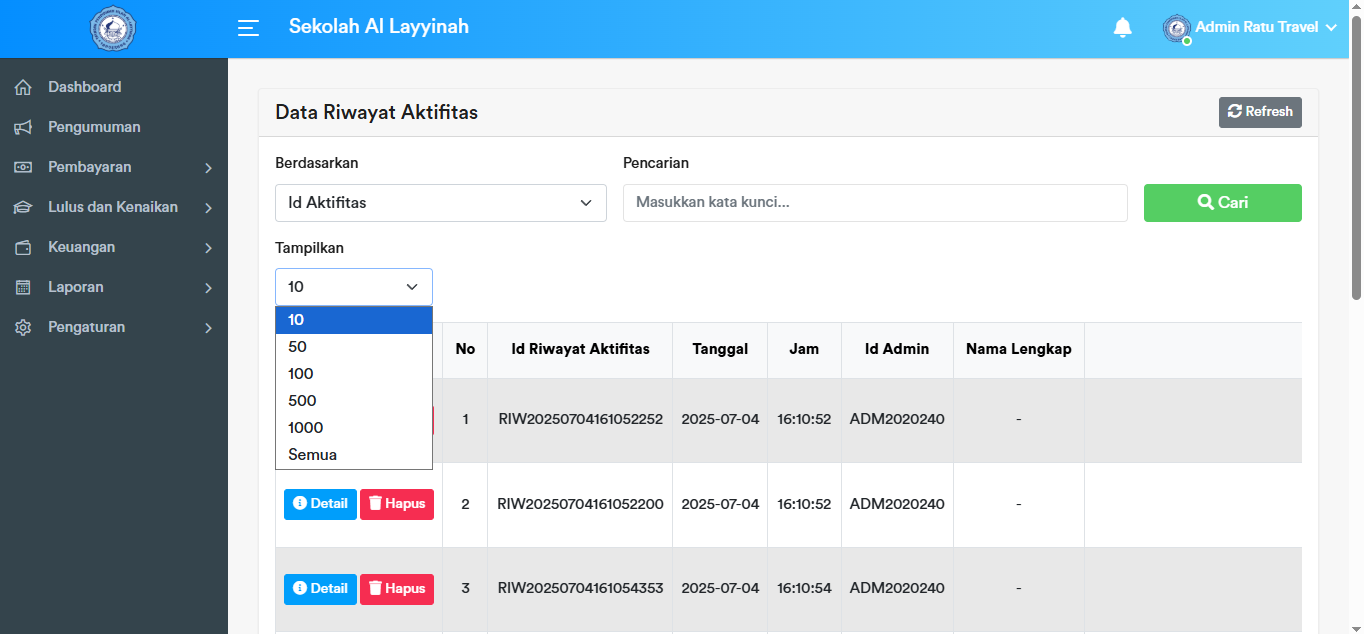 Sekolah Al Layyinah
Admin Ratu Travel
Dashboard
Pengumuman
Pembayaran
Lulus dan Kenaikan
Keuangan
Laporan
Pengaturan
Data Riwayat Aktifitas
Refresh
Berdasarkan
Pencarian
Id Aktifitas
Masukkan kata kunci...
Cari
Tampilkan
10
10
50
100
500
1000
Semua
No Id Riwayat Aktifitas Tanggal Jam Id Admin Nama Lengkap
1 RIW20250704161052252 2025-07-04 16:10:52 ADM2020240 -
Detail Hapus 2 RIW20250704161052200 2025-07-04 16:10:52 ADM2020240 -
Detail Hapus 3 RIW20250704161054353 2025-07-04 16:10:54 ADM2020240 -